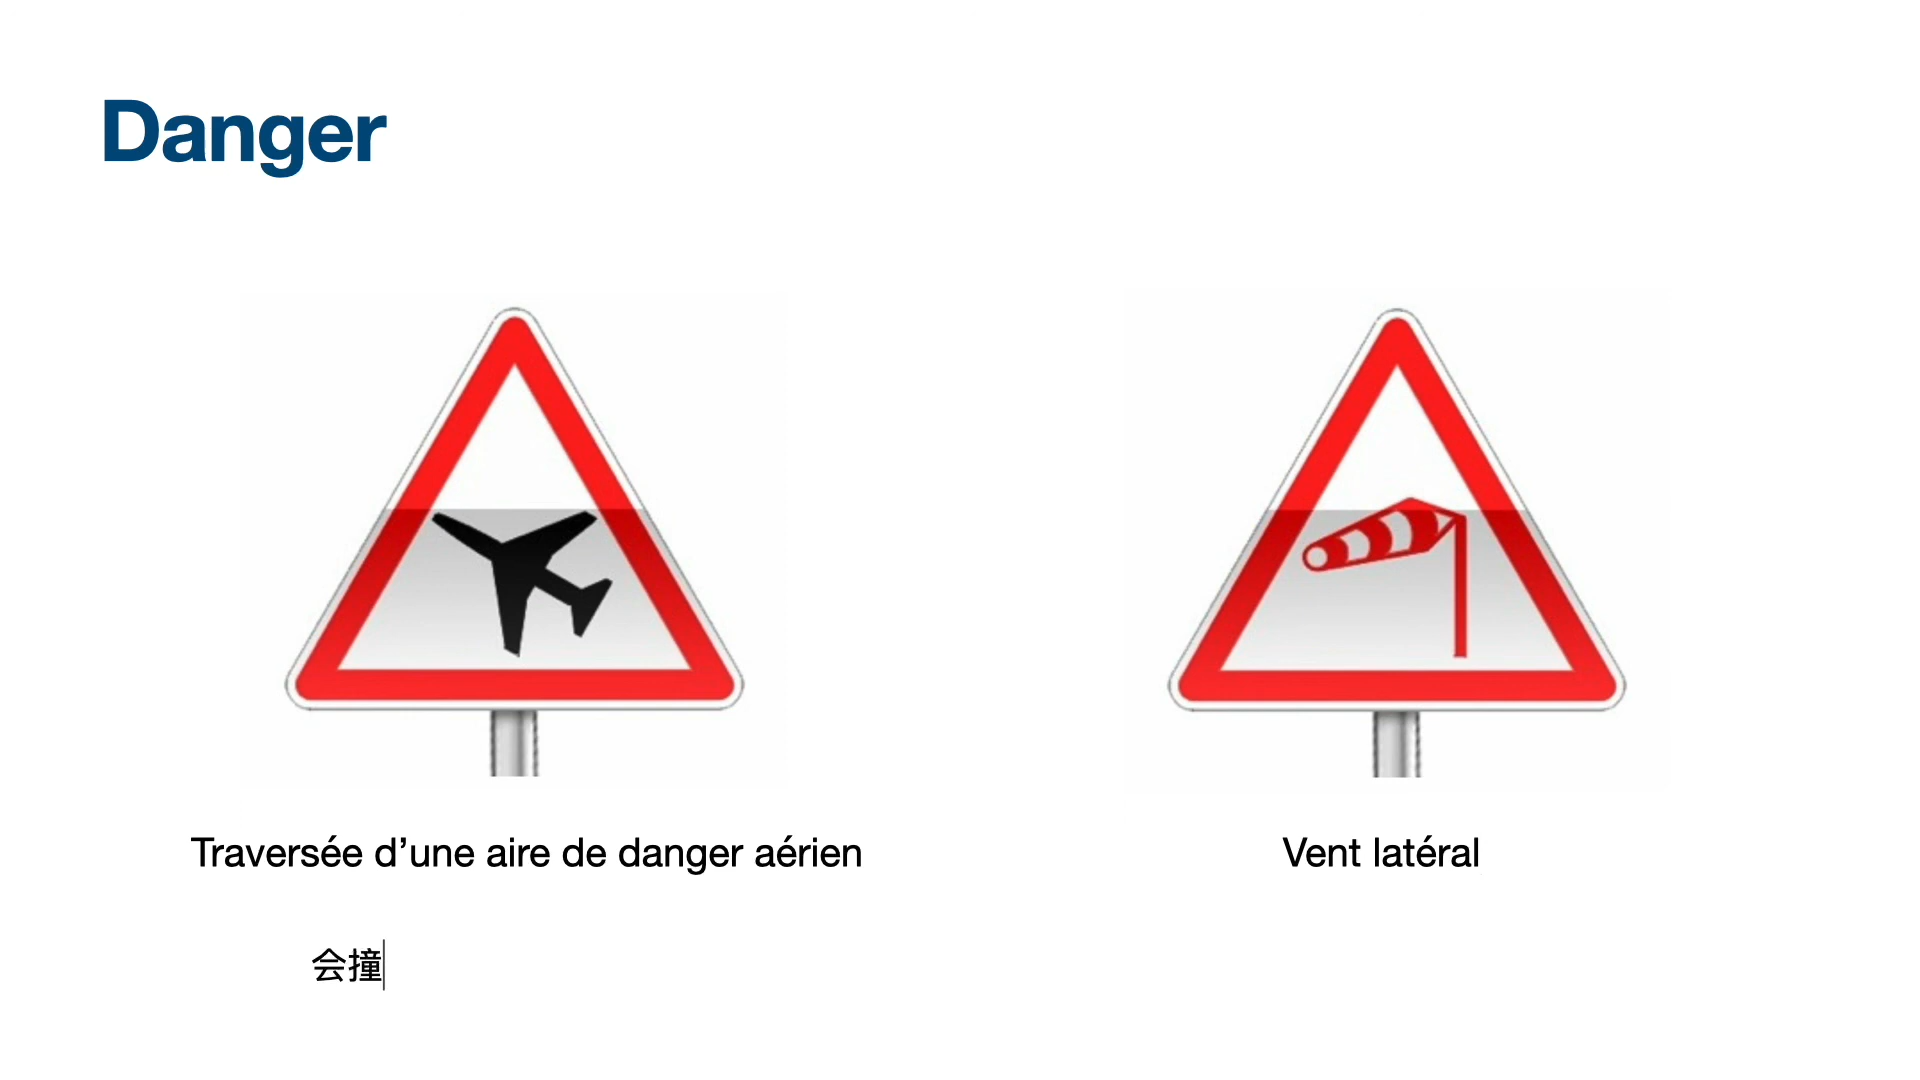 Danger
Traversée d’une aire de danger aérien
Vent latéral
会撞